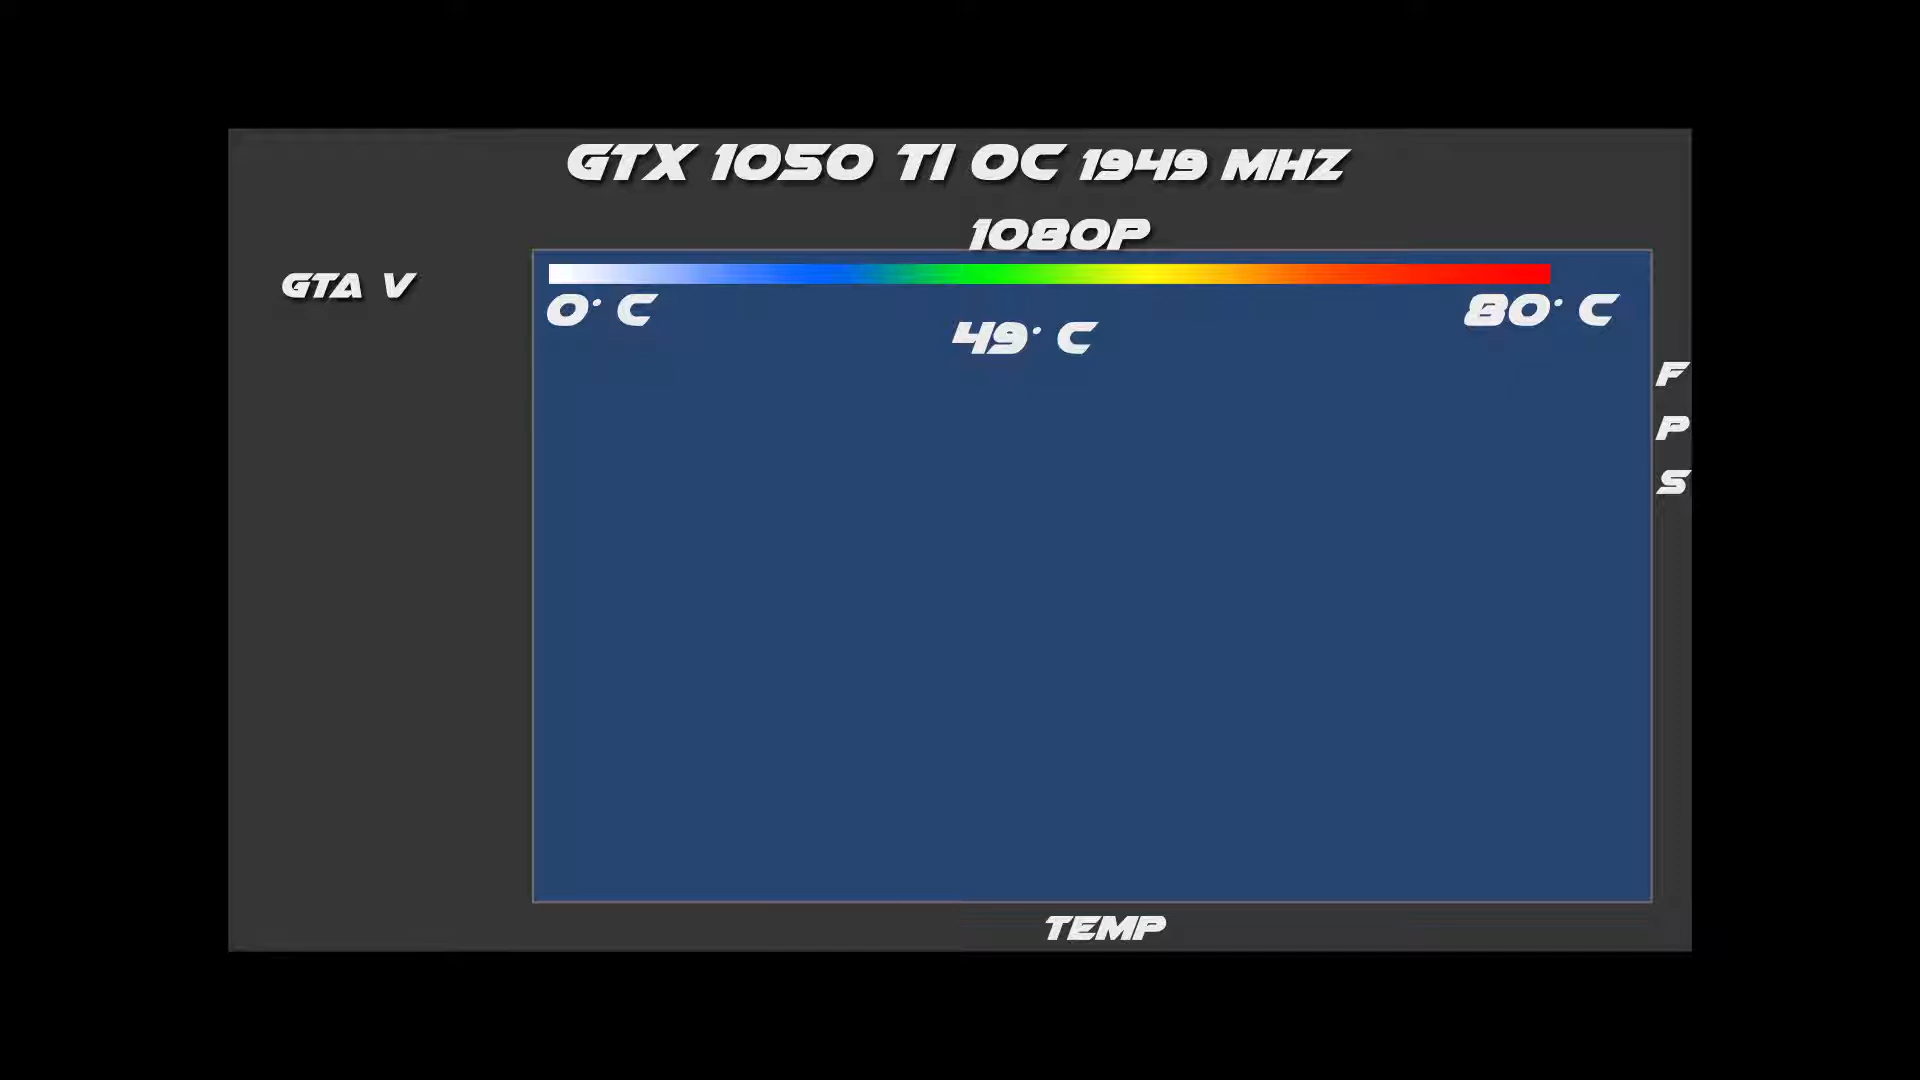 GTX 1050 TI OC 1949 MHZ
1080P
GTA V
0° C
80° C
49° C
F
P
S
TEMP